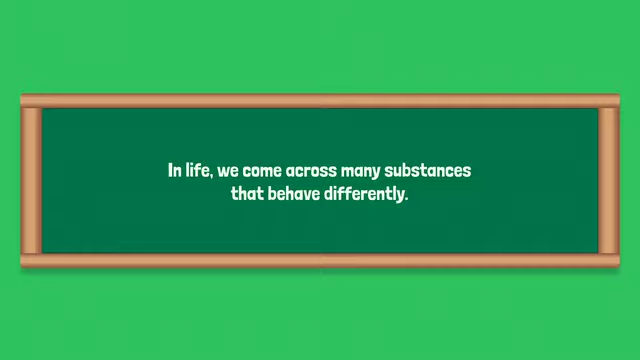 In life, we come across many substances
that behave differently.